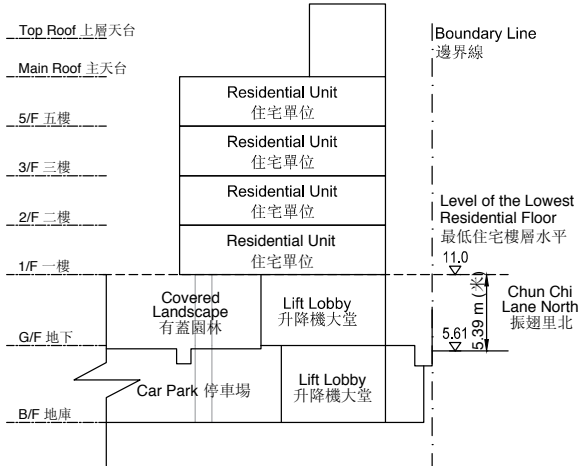 Top Roof 上層天台
Boundary Line
邊界線
Main Roof 主天台
Residential Unit
住宅單位
5/F 五樓
Residential Unit
住宅單位
3/F 三樓
Residential Unit
住宅單位
2/F 二樓
Level of the Lowest
Residential Floor
最低住宅樓層水平
Residential Unit
住宅單位
1/F 一樓
11.0
Covered
Landscape
有蓋園林
Lift Lobby
升降機大堂
5.39 m (米)
Chun Chi
Lane North
振翅里北
G/F 地下
5.61
Car Park 停車場
Lift Lobby
升降機大堂
B/F 地庫